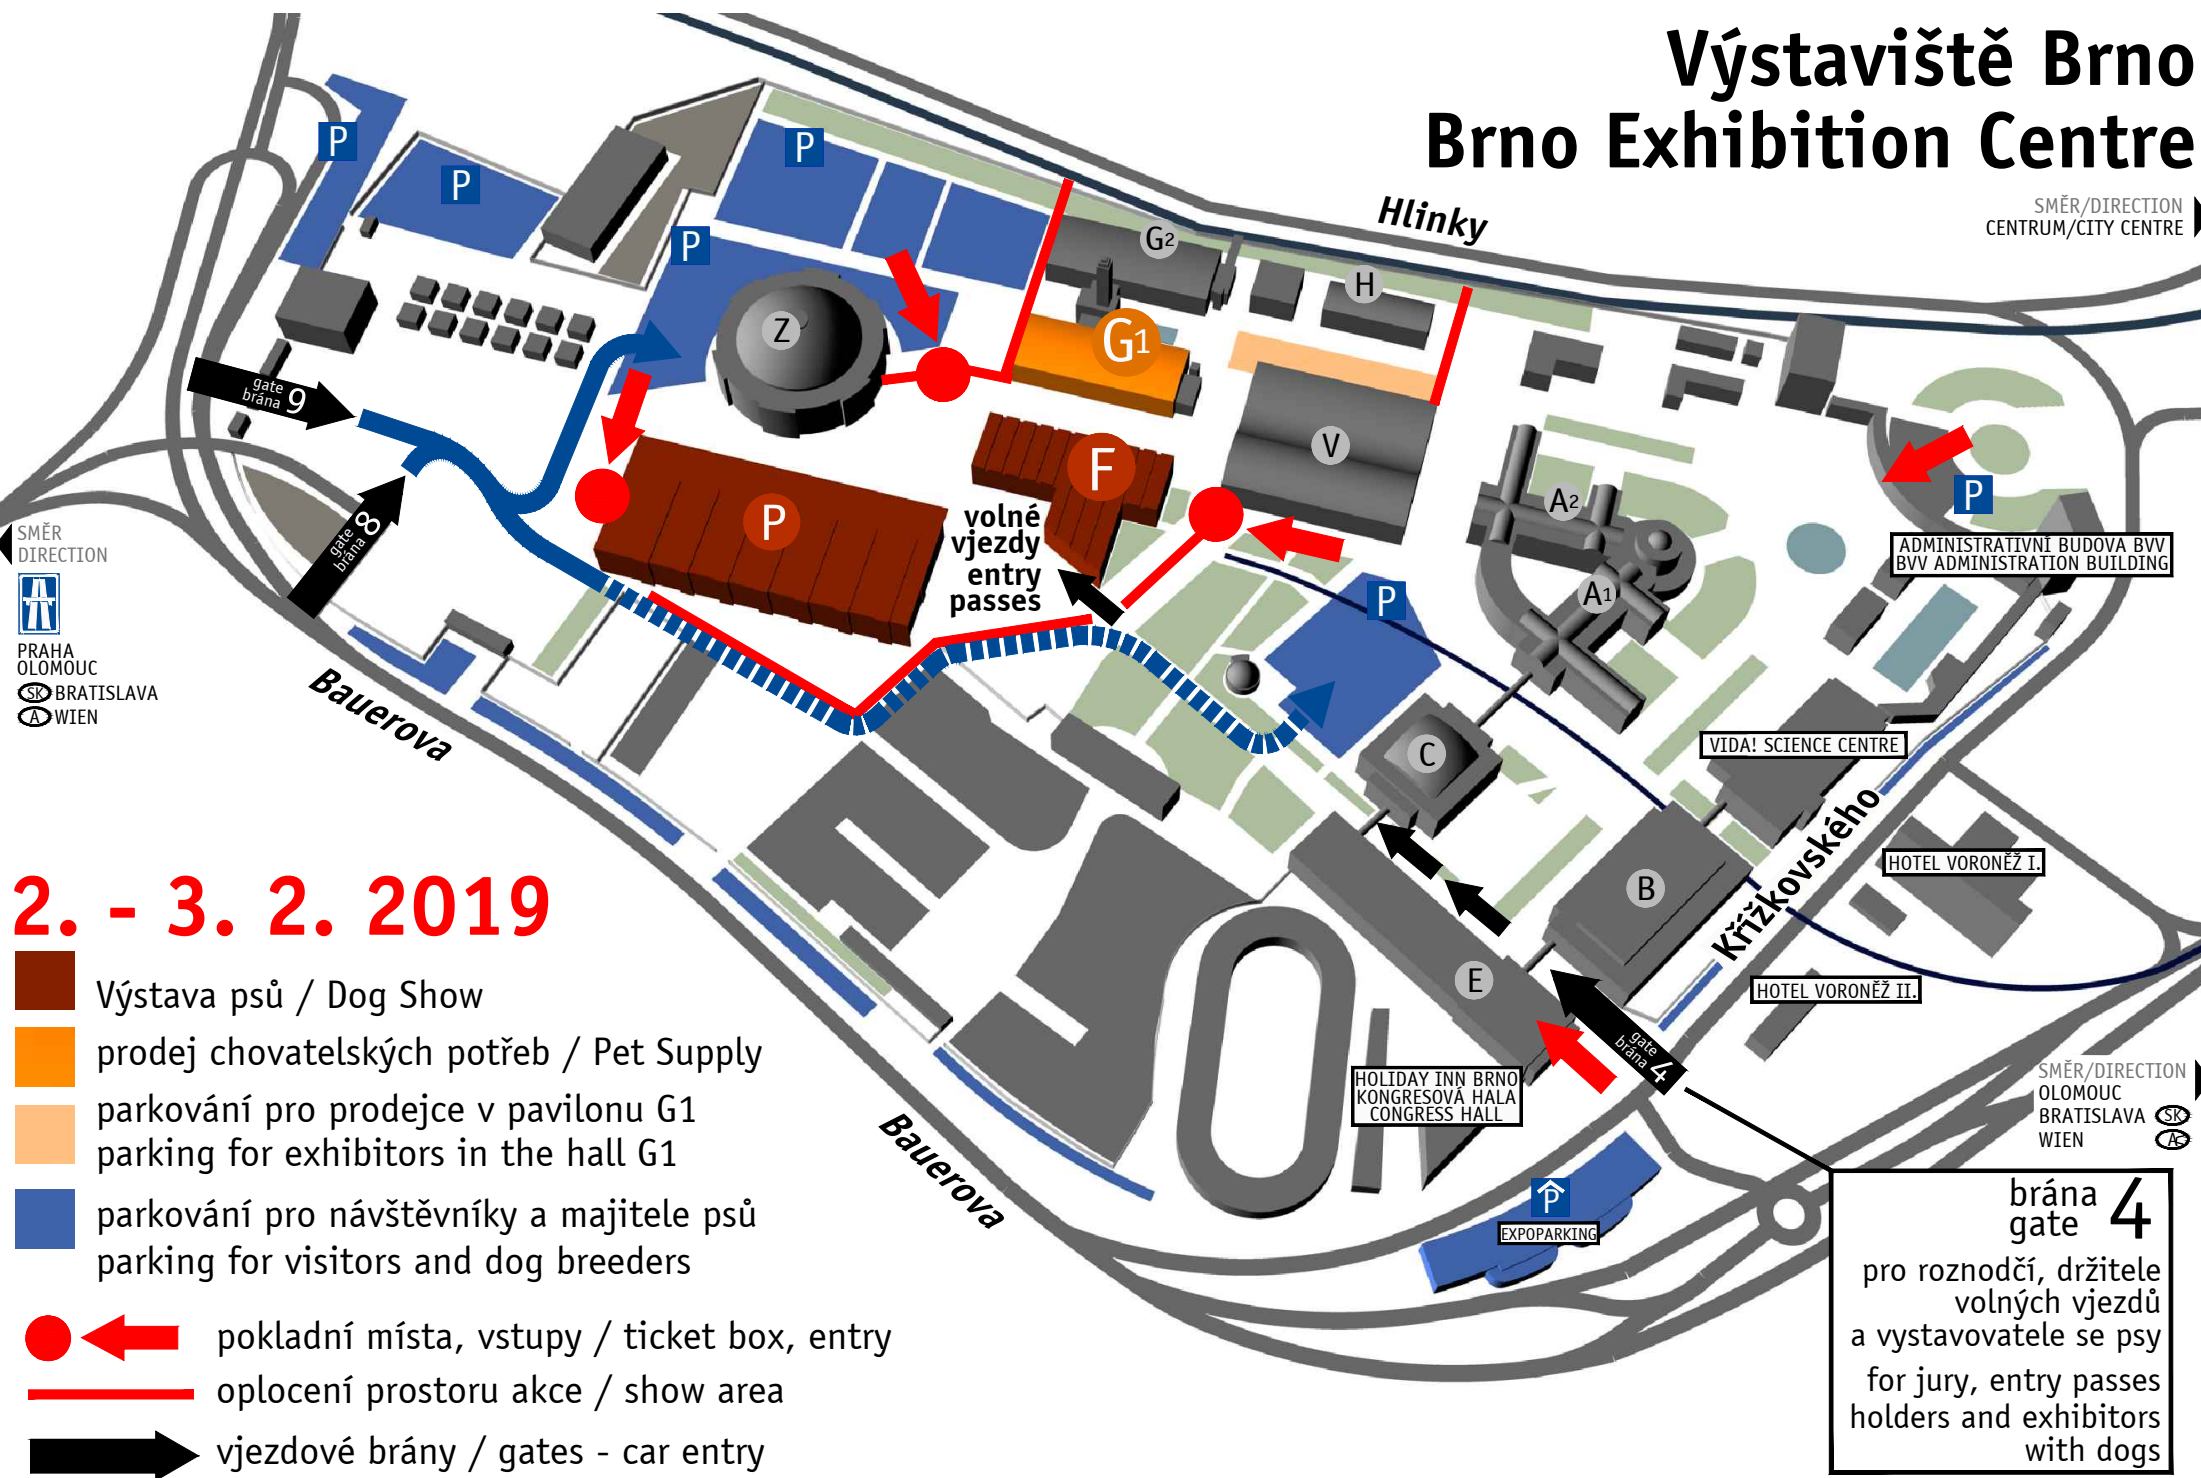 Výstaviště Brno
Brno Exhibition Centre
SMĚR/DIRECTION
CENTRUM/CITY CENTRE
Hlinky
P
P
P
P
G2
H
Z
G1
gate
brána 9
V
F
P
A2
P
gate
brána 8
volné
vjezdy
entry
passes
ADMINISTRATIVNÍ BUDOVA BVV
BVV ADMINISTRATION BUILDING
SMĚR
DIRECTION
PRAHA
OLOMOUC
SK BRATISLAVA
A WIEN
P
A1
Bauerova
C
VIDA! SCIENCE CENTRE
Křížkovského
HOTEL VORONĚŽ I.
B
E
HOTEL VORONĚŽ II.
gate
brána 4
HOLIDAY INN BRNO
KONGRESOVÁ HALA
CONGRESS HALL
SMĚR/DIRECTION
OLOMOUC
BRATISLAVA SK
WIEN
Bauerova
P
EXPOPARKING
2. - 3. 2. 2019
Výstava psů / Dog Show
prodej chovatelských potřeb / Pet Supply
parkování pro prodejce v pavilonu G1
parking for exhibitors in the hall G1
parkování pro návštěvníky a majitele psů
parking for visitors and dog breeders
pokladní místa, vstupy / ticket box, entry
oplocení prostoru akce / show area
vjezdové brány / gates - car entry
brána
gate 4
pro roznodčí, držitele
volných vjezdů
a vystavovatele se psy
for jury, entry passes
holders and exhibitors
with dogs